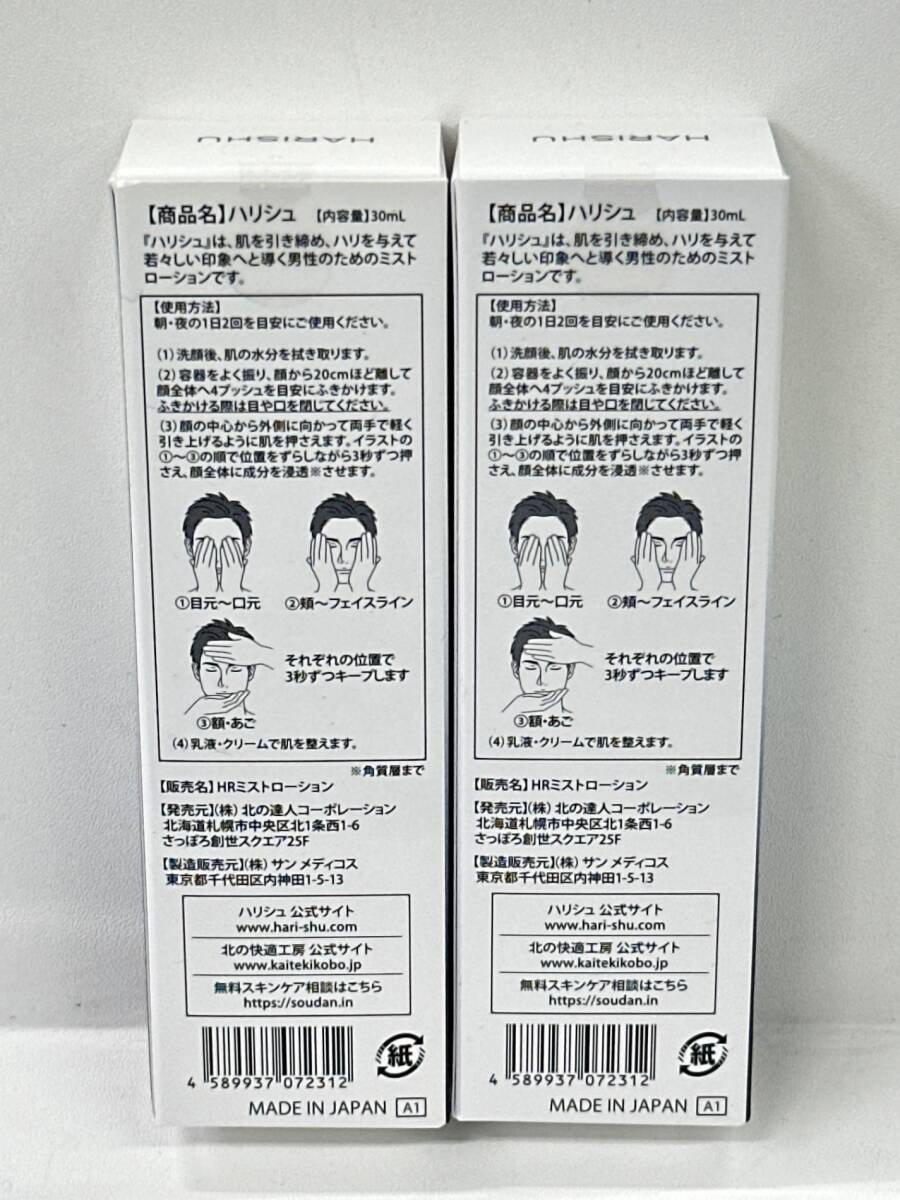 HARISHU
【商品名】ハリシュ 【内容量】30mL
『ハリシュ』は、肌を引き締め、ハリを与えて
若々しい印象へと導く男性のためのミスト
ローションです。
【使用方法】
朝・夜の1日2回を目安にご使用ください。
(1)洗顔後、肌の水分を拭き取ります。
(2)容器をよく振り、顔から20cmほど離して
顔全体へ4プッシュを目安にふきかけます。
ふきかける際は目や口を閉じてください。
(3)顔の中心から外側に向かって両手で軽く
引き上げるように肌を押さえます。イラストの
①〜③の順で位置をずらしながら3秒ずつ押
さえ、顔全体に成分を浸透※させます。
①目元〜口元 ②頬〜フェイスライン
それぞれの位置で
3秒ずつキープします
③額・あご
(4)乳液・クリームで肌を整えます。
※角質層まで
【販売名】HRミストローション
【発売元】(株)北の達人コーポレーション
北海道札幌市中央区北1条西1-6
さっぽろ創世スクエア25F
【製造販売元】(株)サン メディコス
東京都千代田区内神田1-5-13
ハリシュ 公式サイト
www.hari-shu.com
北の快適工房 公式サイト
www.kaitekikobo.jp
無料スキンケア相談はこちら
https://soudan.in
紙
4 589937 072312
MADE IN JAPAN A1
HARISHU
【商品名】ハリシュ 【内容量】30mL
『ハリシュ』は、肌を引き締め、ハリを与えて
若々しい印象へと導く男性のためのミスト
ローションです。
【使用方法】
朝・夜の1日2回を目安にご使用ください。
(1)洗顔後、肌の水分を拭き取ります。
(2)容器をよく振り、顔から20cmほど離して
顔全体へ4プッシュを目安にふきかけます。
ふきかける際は目や口を閉じてください。
(3)顔の中心から外側に向かって両手で軽く
引き上げるように肌を押さえます。イラストの
①〜③の順で位置をずらしながら3秒ずつ押
さえ、顔全体に成分を浸透※させます。
①目元〜口元 ②頬〜フェイスライン
それぞれの位置で
3秒ずつキープします
③額・あご
(4)乳液・クリームで肌を整えます。
※角質層まで
【販売名】HRミストローション
【発売元】(株)北の達人コーポレーション
北海道札幌市中央区北1条西1-6
さっぽろ創世スクエア25F
【製造販売元】(株)サン メディコス
東京都千代田区内神田1-5-13
ハリシュ 公式サイト
www.hari-shu.com
北の快適工房 公式サイト
www.kaitekikobo.jp
無料スキンケア相談はこちら
https://soudan.in
紙
4 589937 072312
MADE IN JAPAN A1